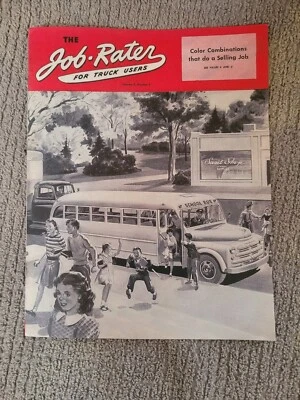 THE
Job-Rater
FOR TRUCK USERS
Color Combinations
that do a Selling Job
SCHOOL BUS